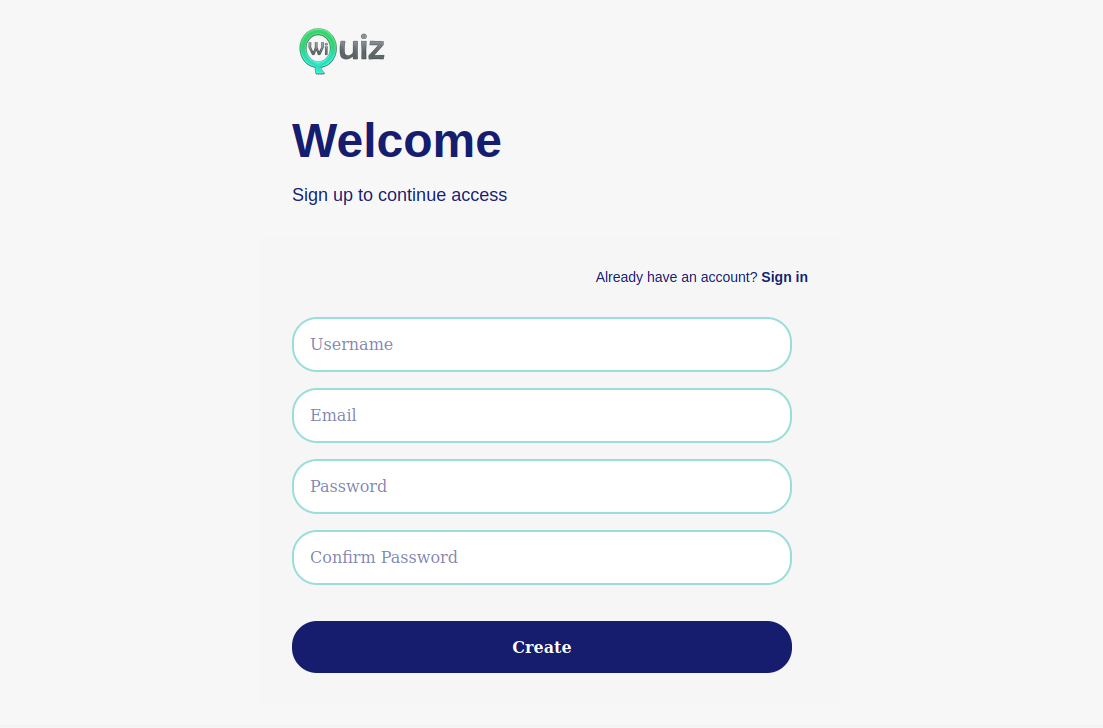 WiQuiz
Welcome
Sign up to continue access
Already have an account? Sign in
Username
Email
Password
Confirm Password
Create